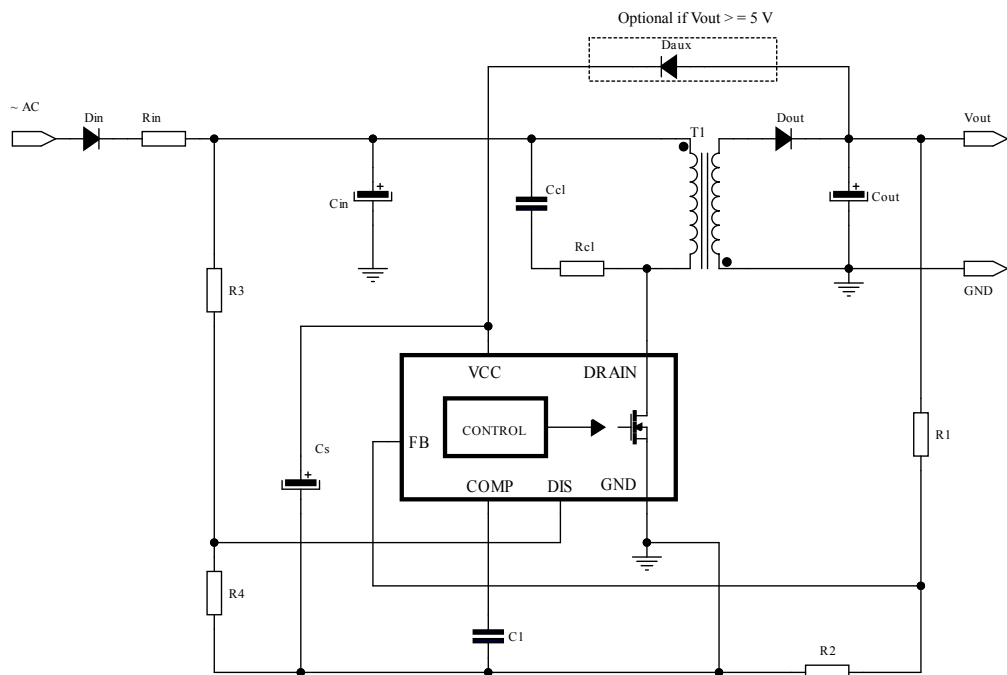 Optional if Vout > = 5 V
Daux
~ AC
Din
Rin
T1
Dout
Vout
Cin
Ccl
Cout
Rcl
R3
GND
VCC
DRAIN
CONTROL
FB
R1
Cs
COMP
DIS
GND
R4
C1
R2